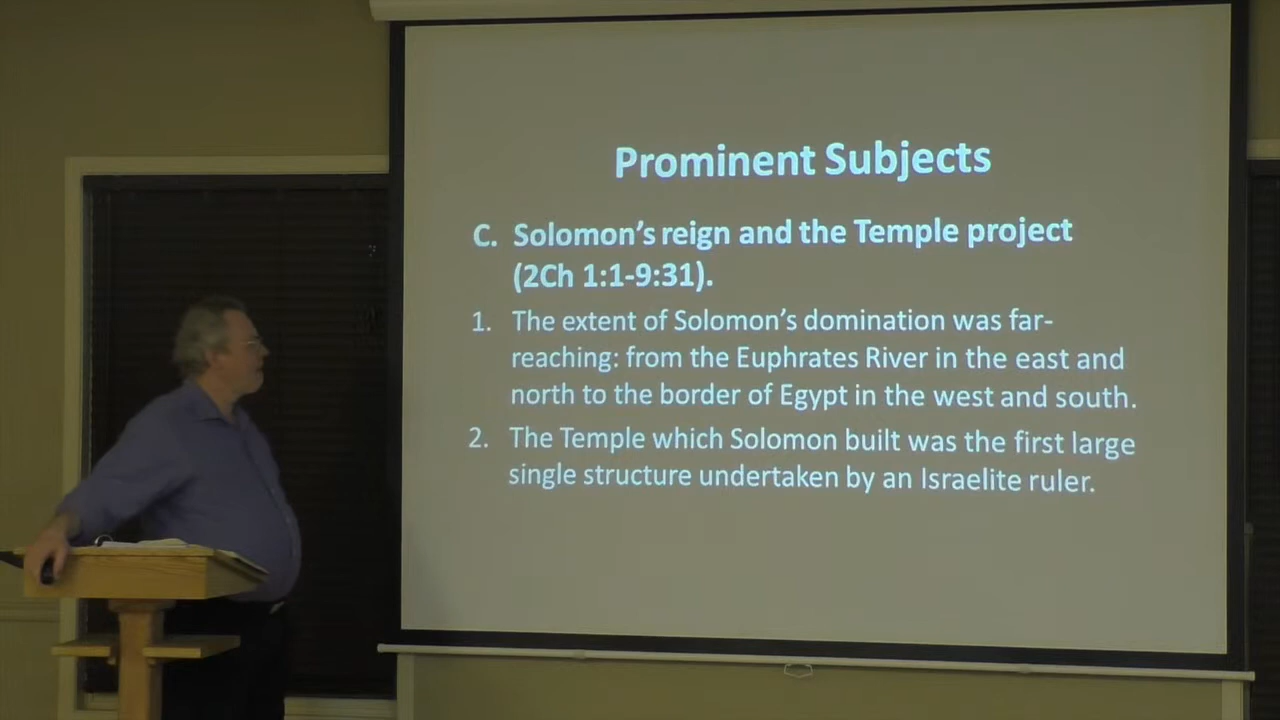 Prominent Subjects
C. Solomon's reign and the Temple project
(2Ch 1:1-9:31).
1. The extent of Solomon's domination was far-
reaching: from the Euphrates River in the east and
north to the border of Egypt in the west and south.
2. The Temple which Solomon built was the first large
single structure undertaken by an Israelite ruler.